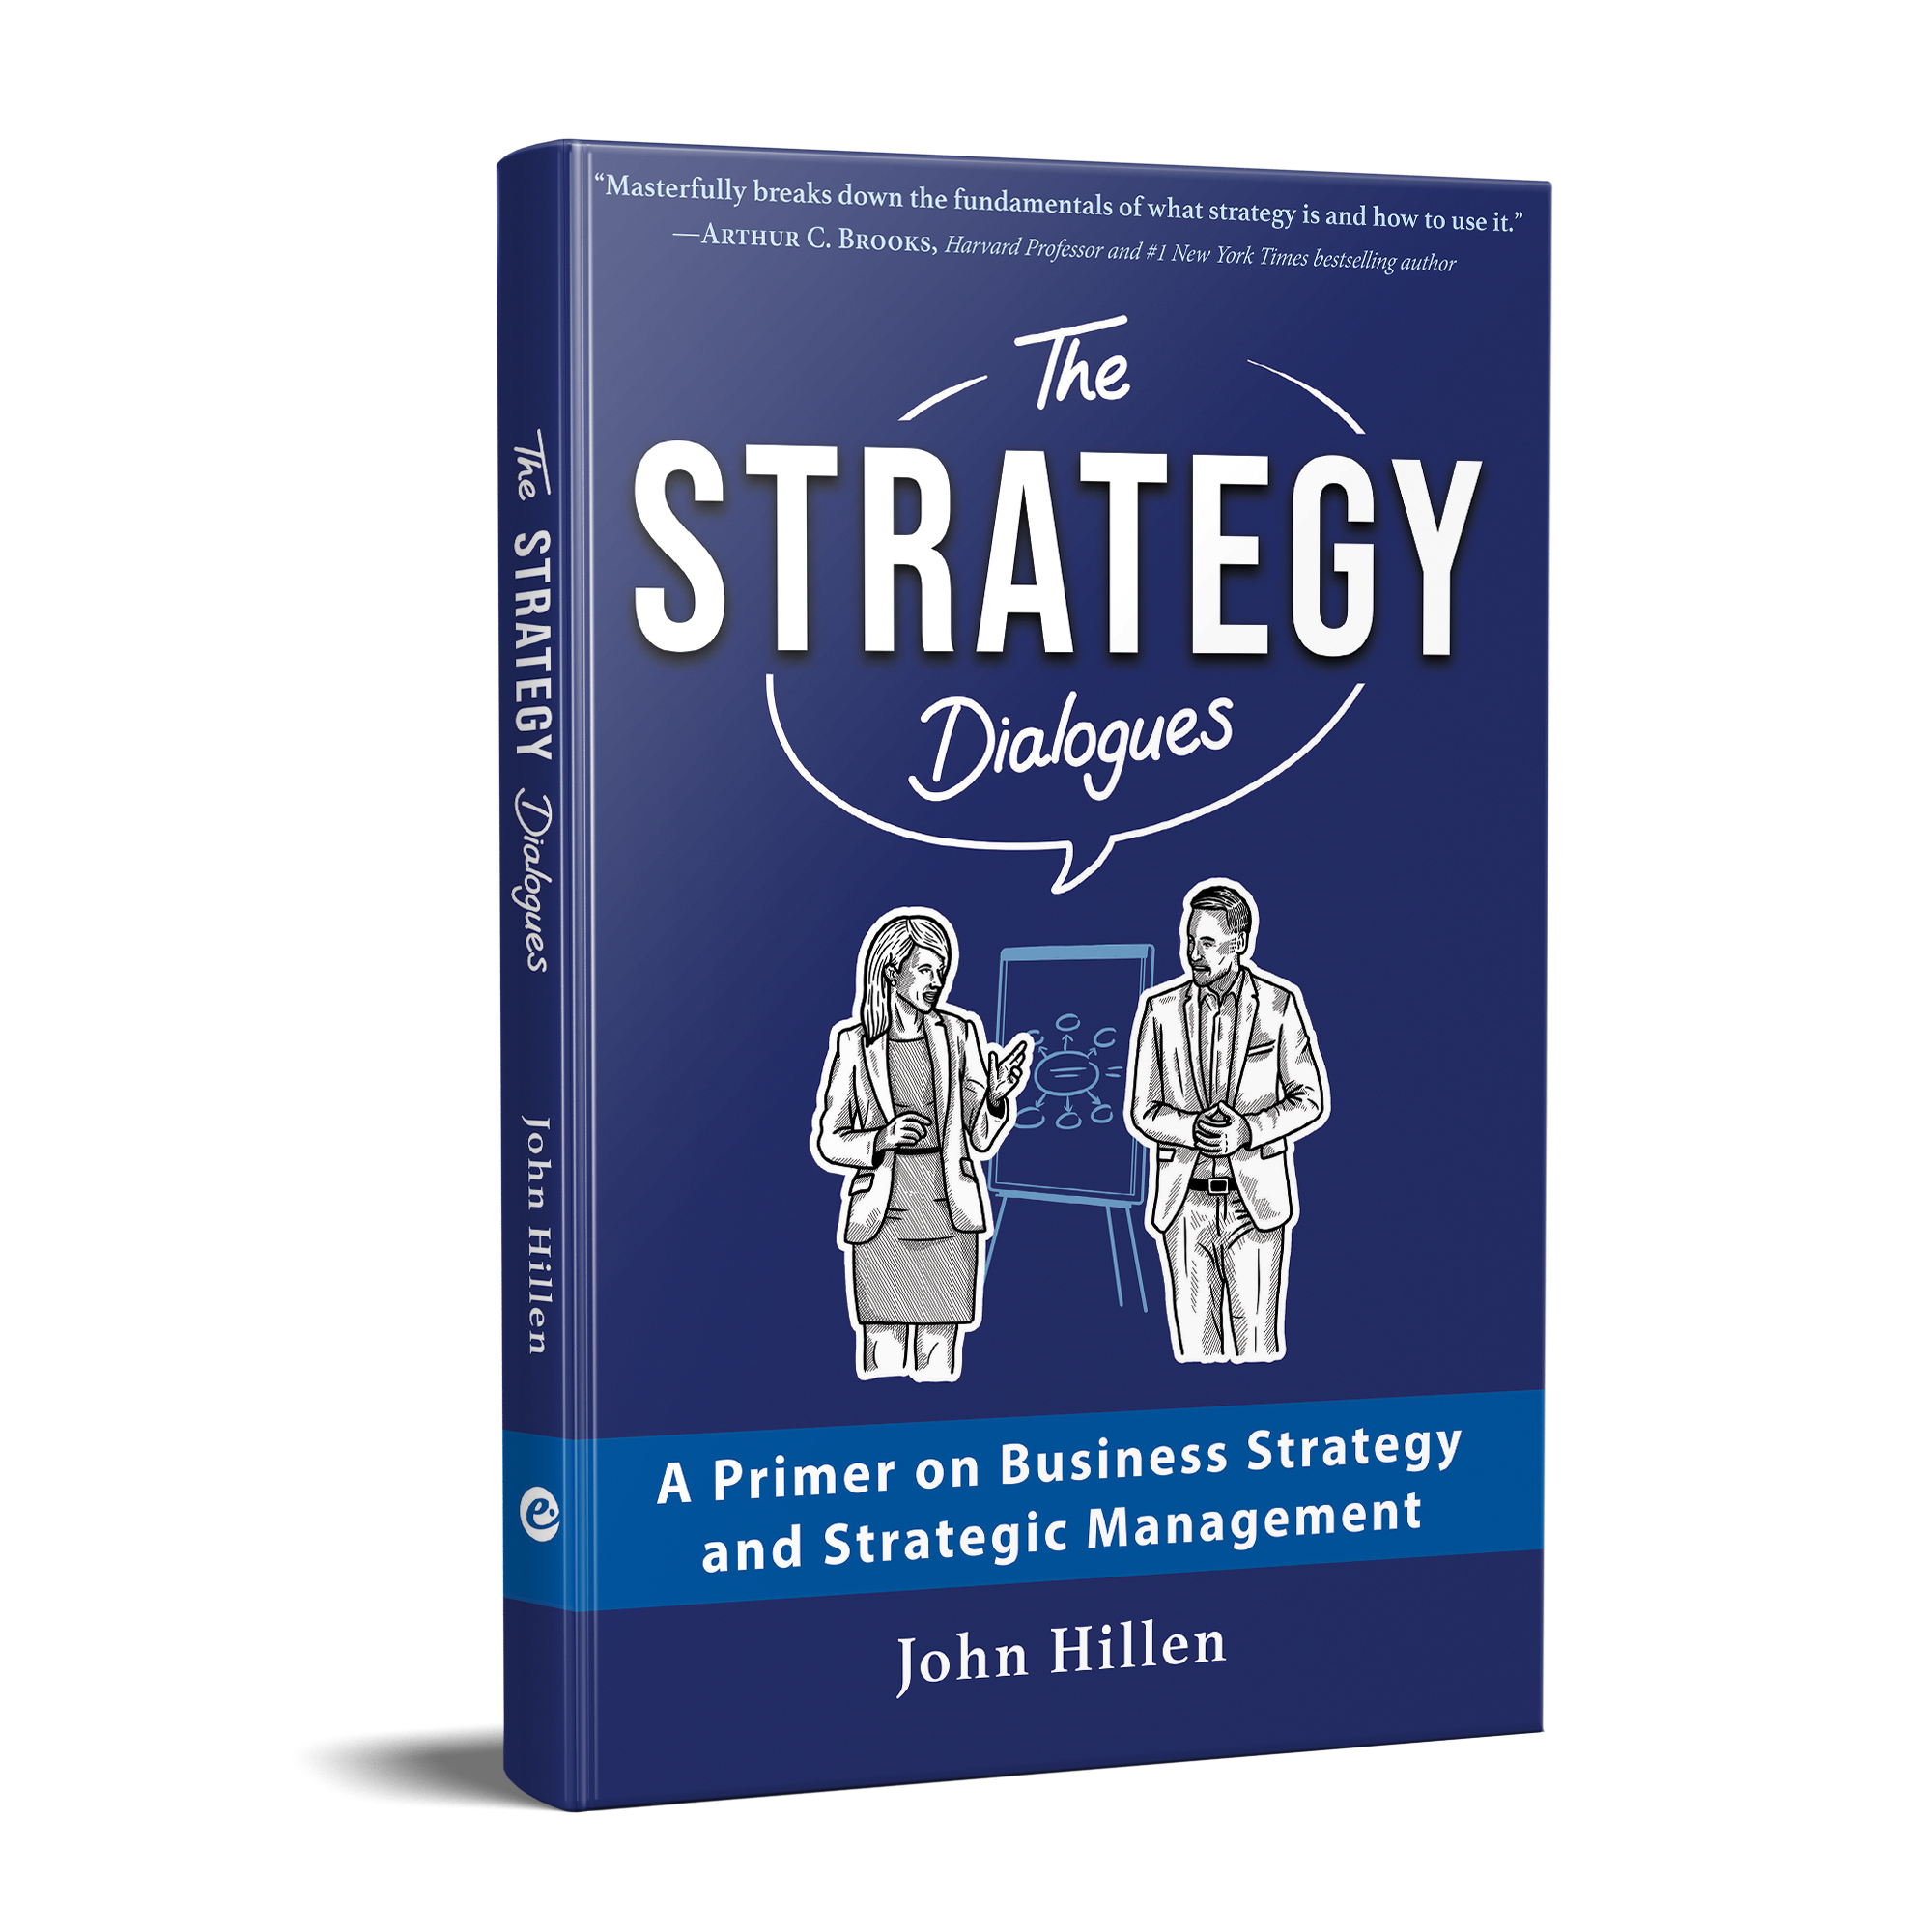 “Masterfully breaks down the fundamentals of what strategy is and how to use it.”
—ARTHUR C. BROOKS, Harvard Professor and #1 New York Times bestselling author
The
STRATEGY
Dialogues
A Primer on Business Strategy
and Strategic Management
John Hillen
The STRATEGY Dialogues
John Hillen
e